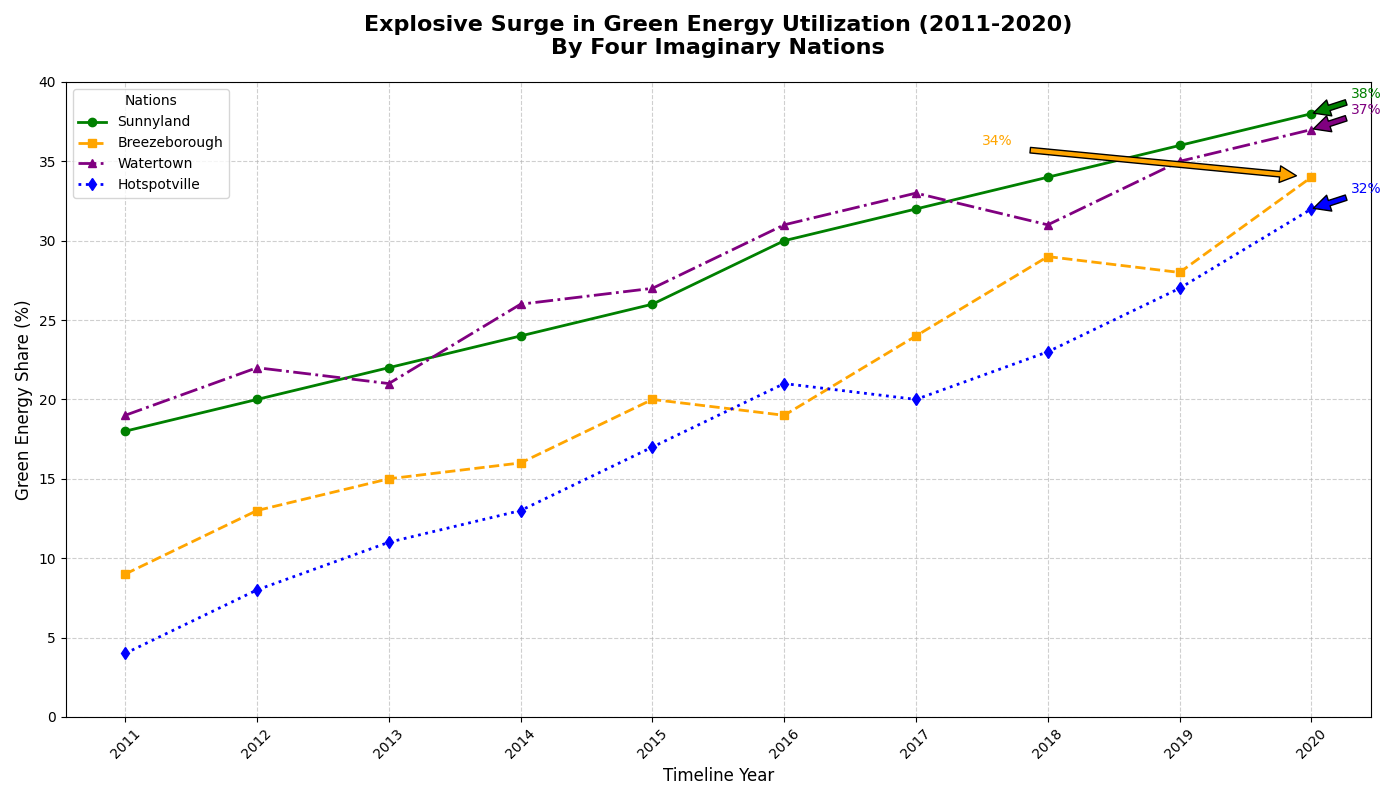 Explosive Surge in Green Energy Utilization (2011-2020)
By Four Imaginary Nations
Nations
Sunnyland
Breezeborough
Watertown
Hotspotville
38%
37%
34%
32%
40
35
30
25
20
15
10
5
0
Green Energy Share (%)
2011
2012
2013
2014
2015
2016
2017
2018
2019
2020
Timeline Year